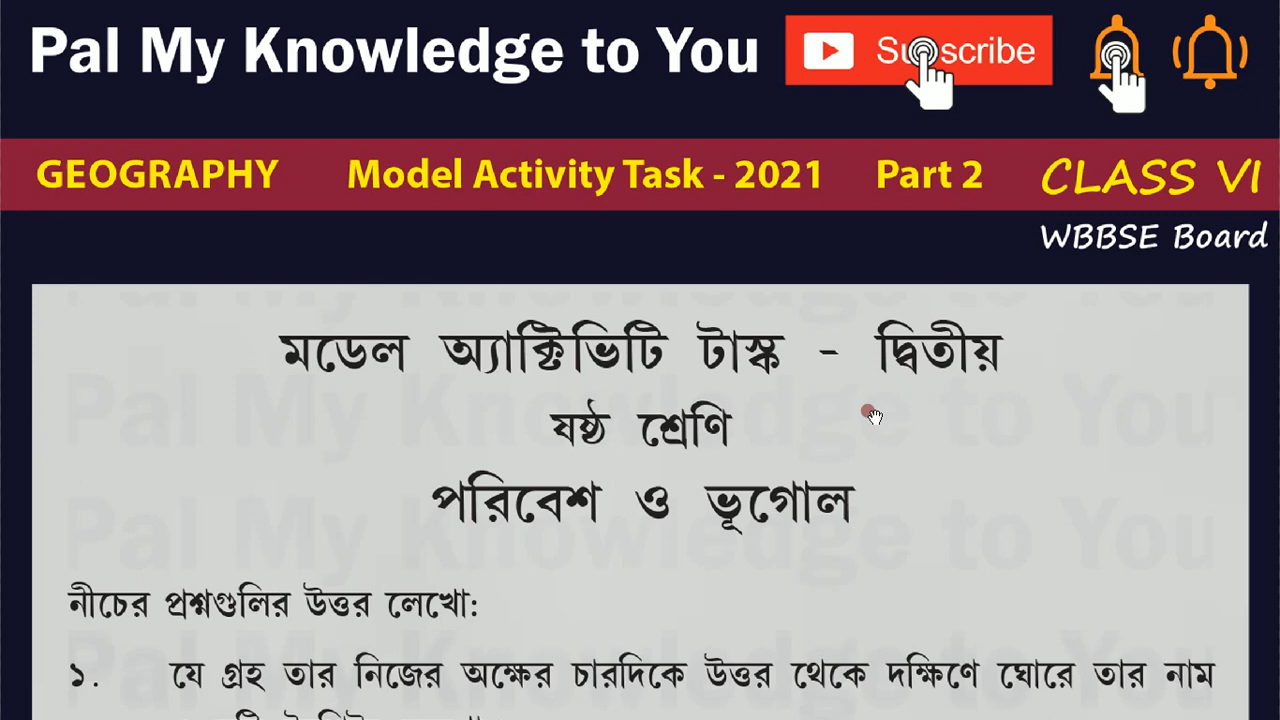 Pal My Knowledge to You Subscribe
GEOGRAPHY Model Activity Task - 2021 Part 2 CLASS VI
WBBSE Board
মডেল অ্যাক্টিভিটি টাস্ক - দ্বিতীয়
ষষ্ঠ শ্রেণি
পরিবেশ ও ভূগোল
নীচের প্রশ্নগুলির উত্তর লেখো:
১. যে গ্রহ তার নিজের অক্ষের চারদিকে উত্তর থেকে দক্ষিণে ঘোরে তার নাম